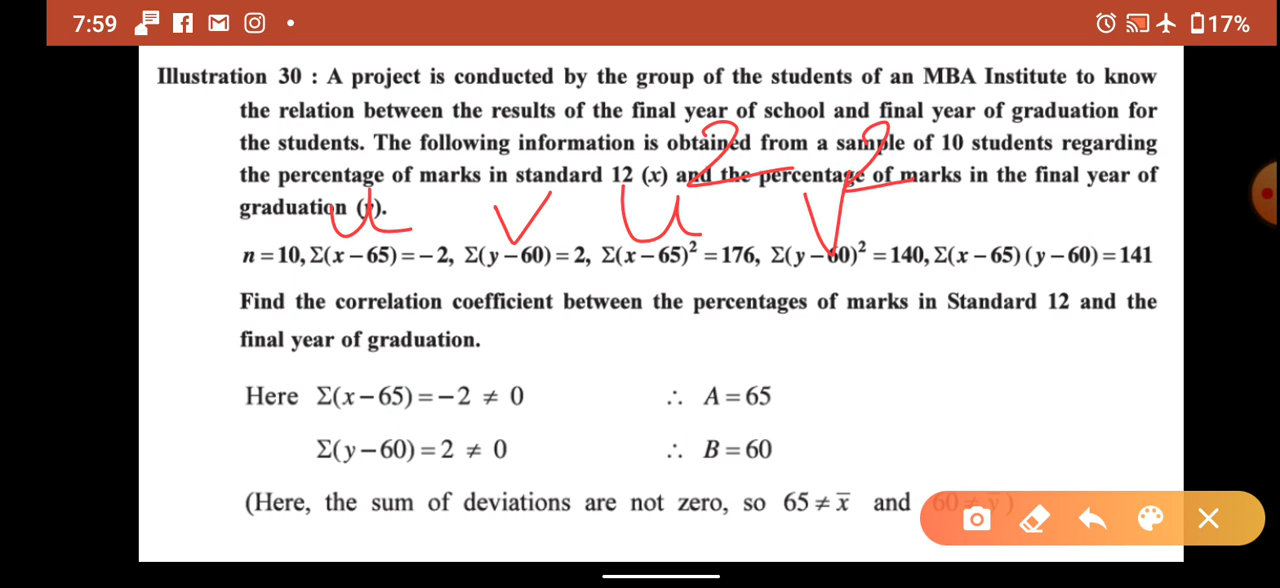 7:59 17%
Illustration 30 : A project is conducted by the group of the students of an MBA Institute to know
the relation between the results of the final year of school and final year of graduation for
the students. The following information is obtained from a sample of 10 students regarding
the percentage of marks in standard 12 (x) and the percentage of marks in the final year of
graduation (y).
u v u² v²
n = 10, Σ(x − 65) = − 2, Σ(y − 60) = 2, Σ(x − 65)² = 176, Σ(y − 60)² = 140, Σ(x − 65) (y − 60) = 141
Find the correlation coefficient between the percentages of marks in Standard 12 and the
final year of graduation.
Here Σ(x − 65) = −2 ≠ 0 ∴ A = 65
Σ(y − 60) = 2 ≠ 0 ∴ B = 60
(Here, the sum of deviations are not zero, so 65 ≠ x̄ and 60 ≠ ȳ)